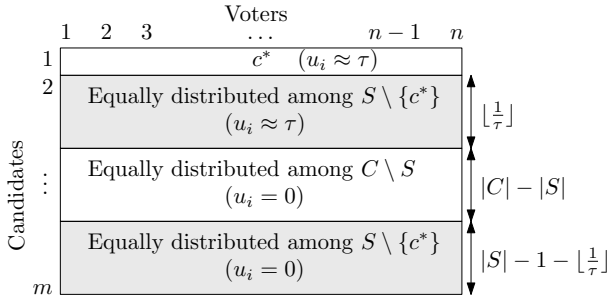 Voters
1 2 3 … n − 1 n
1 c* (u_i ≈ τ)
2 Equally distributed among S \ {c*}
(u_i ≈ τ)
⌊1/τ⌋
Equally distributed among C \ S
(u_i = 0)
⋮
|C| − |S|
Candidates
Equally distributed among S \ {c*}
(u_i = 0)
|S| − 1 − ⌊1/τ⌋
m